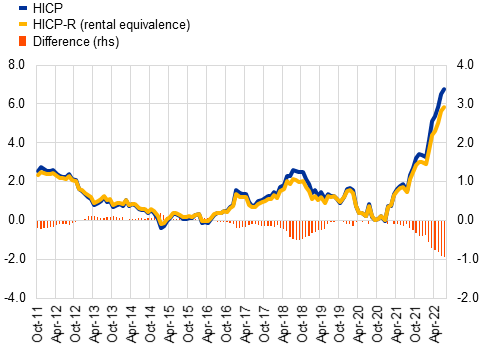 HICP
HICP-R (rental equivalence)
Difference (rhs)
8.0 4.0
6.0 3.0
4.0 2.0
2.0 1.0
0.0 0.0
-2.0 -1.0
-4.0 -2.0
Oct- 11 Apr- 12 Oct- 12 Apr- 13 Oct- 13 Apr- 14 Oct- 14 Apr- 15 Oct- 15 Apr- 16 Oct- 16 Apr- 17 Oct- 17 Apr- 18 Oct- 18 Apr- 19 Oct- 19 Apr- 20 Oct- 20 Apr- 21 Oct- 21 Apr- 22